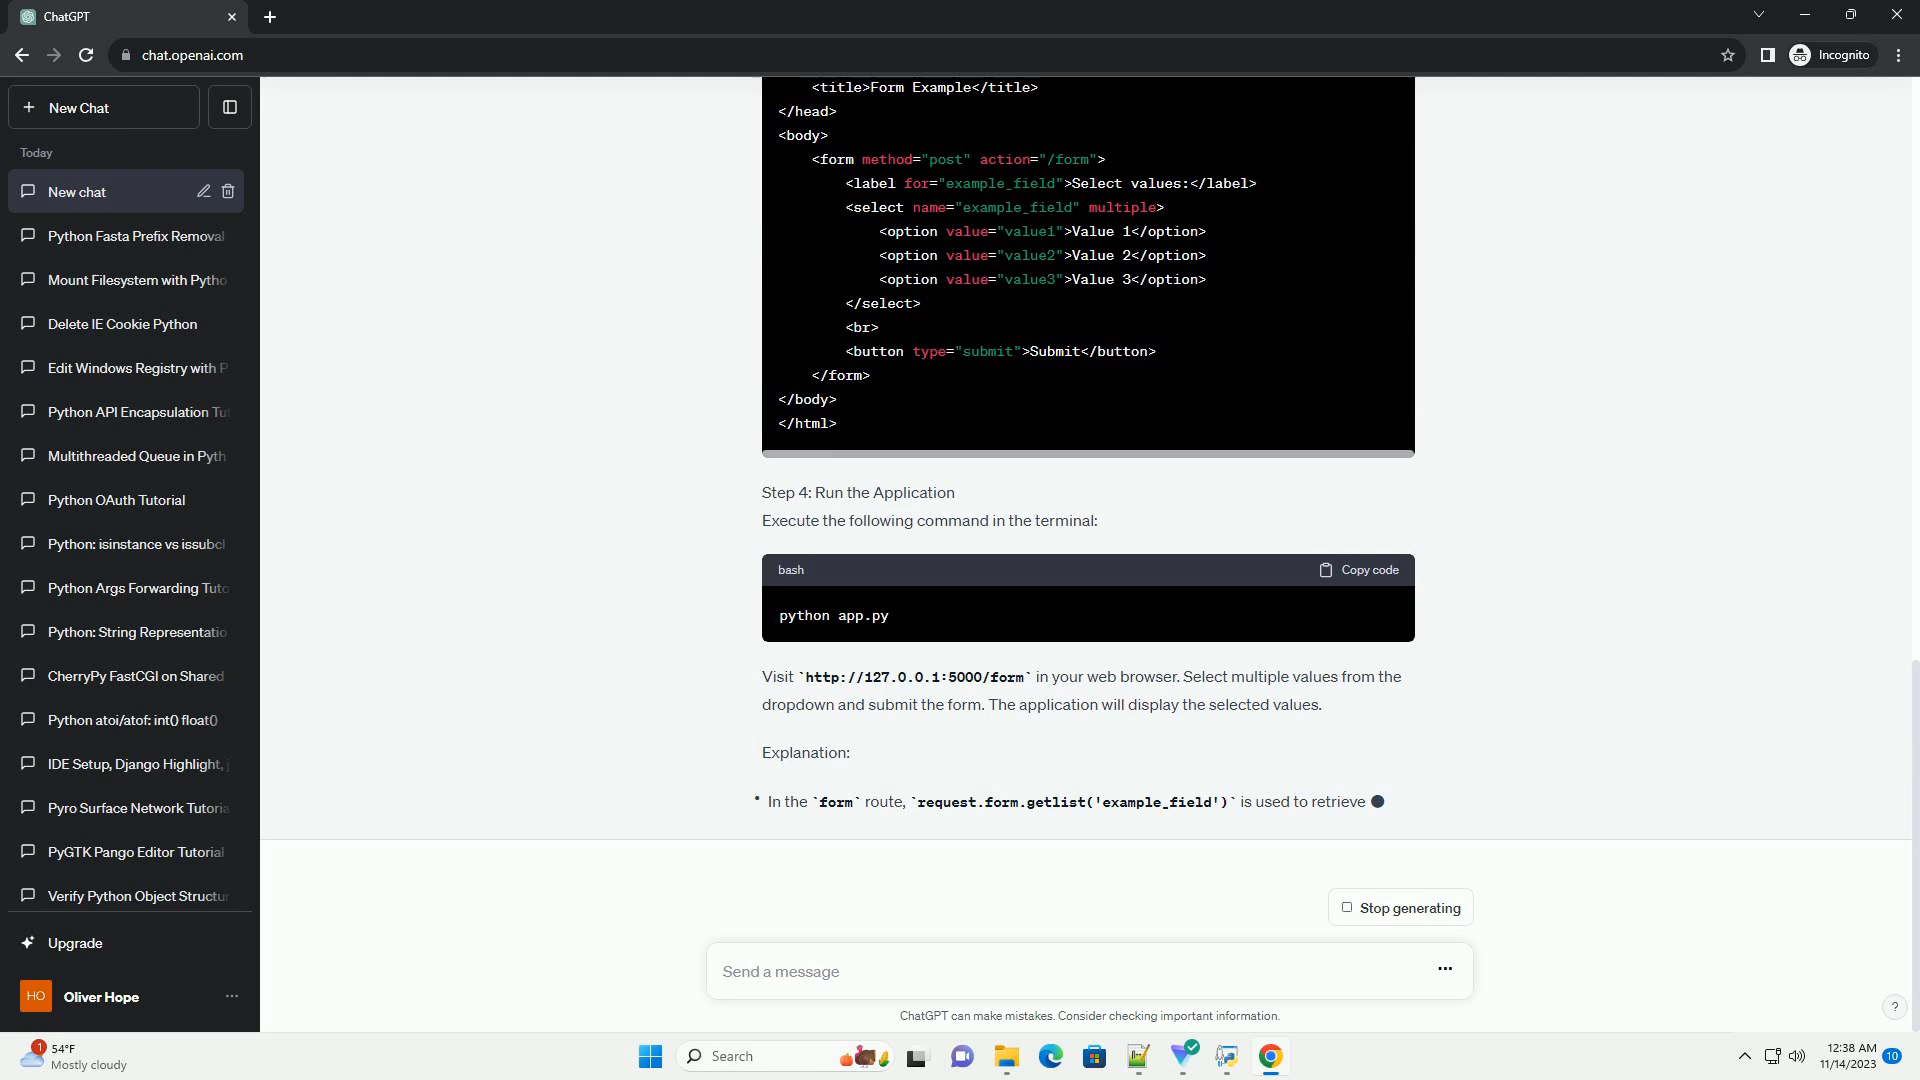 ChatGPT
chat.openai.com
Incognito
New Chat
Today
New chat
Python Fasta Prefix Removal
Mount Filesystem with Pytho
Delete IE Cookie Python
Edit Windows Registry with P
Python API Encapsulation Tut
Multithreaded Queue in Pyth
Python OAuth Tutorial
Python: isinstance vs issubcl
Python Args Forwarding Tuto
Python: String Representatio
CherryPy FastCGI on Shared
Python atoi/atof: int() float()
IDE Setup, Django Highlight, j
Pyro Surface Network Tutoria
PyGTK Pango Editor Tutorial
Verify Python Object Structur
Upgrade
HO Oliver Hope
<title>Form Example</title>
</head>
<body>
<form method="post" action="/form">
<label for="example_field">Select values:</label>
<select name="example_field" multiple>
<option value="value1">Value 1</option>
<option value="value2">Value 2</option>
<option value="value3">Value 3</option>
</select>
<br>
<button type="submit">Submit</button>
</form>
</body>
</html>
Step 4: Run the Application
Execute the following command in the terminal:
bash Copy code
python app.py
Visit `http://127.0.0.1:5000/form` in your web browser. Select multiple values from the
dropdown and submit the form. The application will display the selected values.
Explanation:
• In the `form` route, `request.form.getlist('example_field')` is used to retrieve
Stop generating
Send a message
ChatGPT can make mistakes. Consider checking important information.
?
1 54°F
Mostly cloudy
Search
12:38 AM
11/14/2023
10